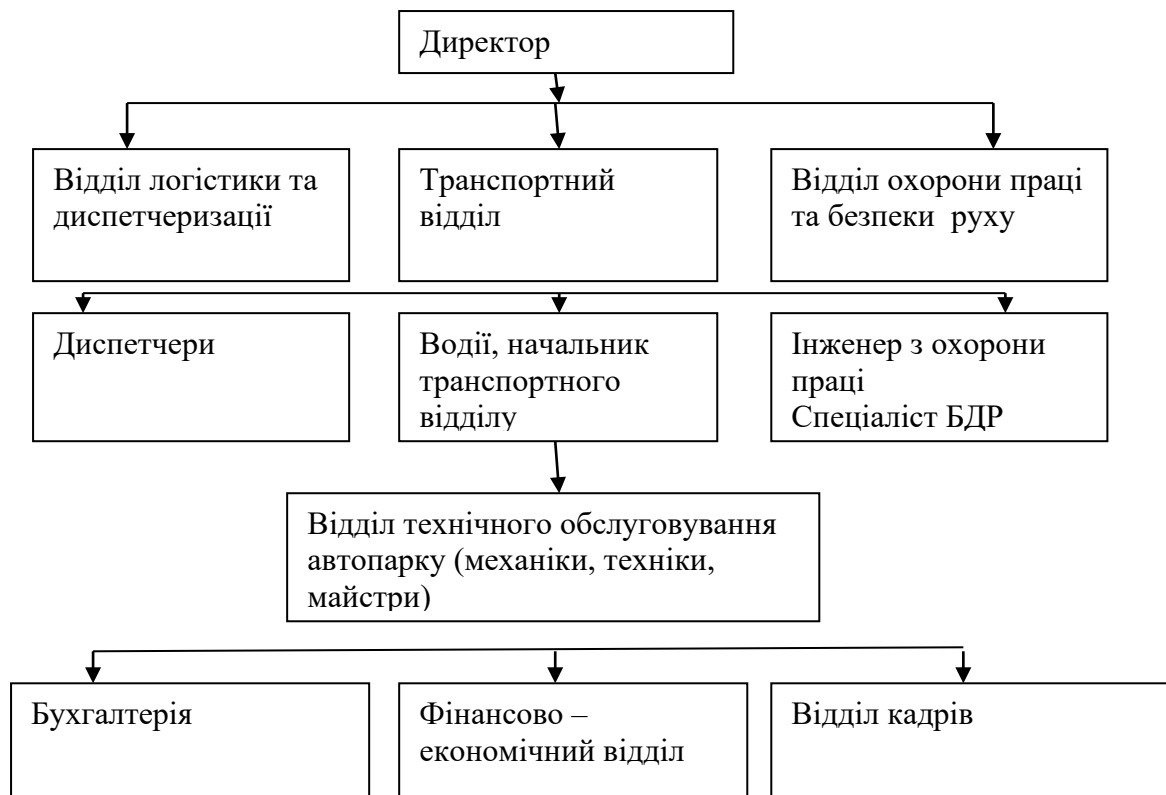 Директор
Відділ логістики та
диспетчеризації
Транспортний
відділ
Відділ охорони праці
та безпеки руху
Диспетчери
Водії, начальник
транспортного
відділу
Інженер з охорони
праці
Спеціаліст БДР
Відділ технічного обслуговування
автопарку (механіки, техніки,
майстри)
Бухгалтерія
Фінансово –
економічний відділ
Відділ кадрів